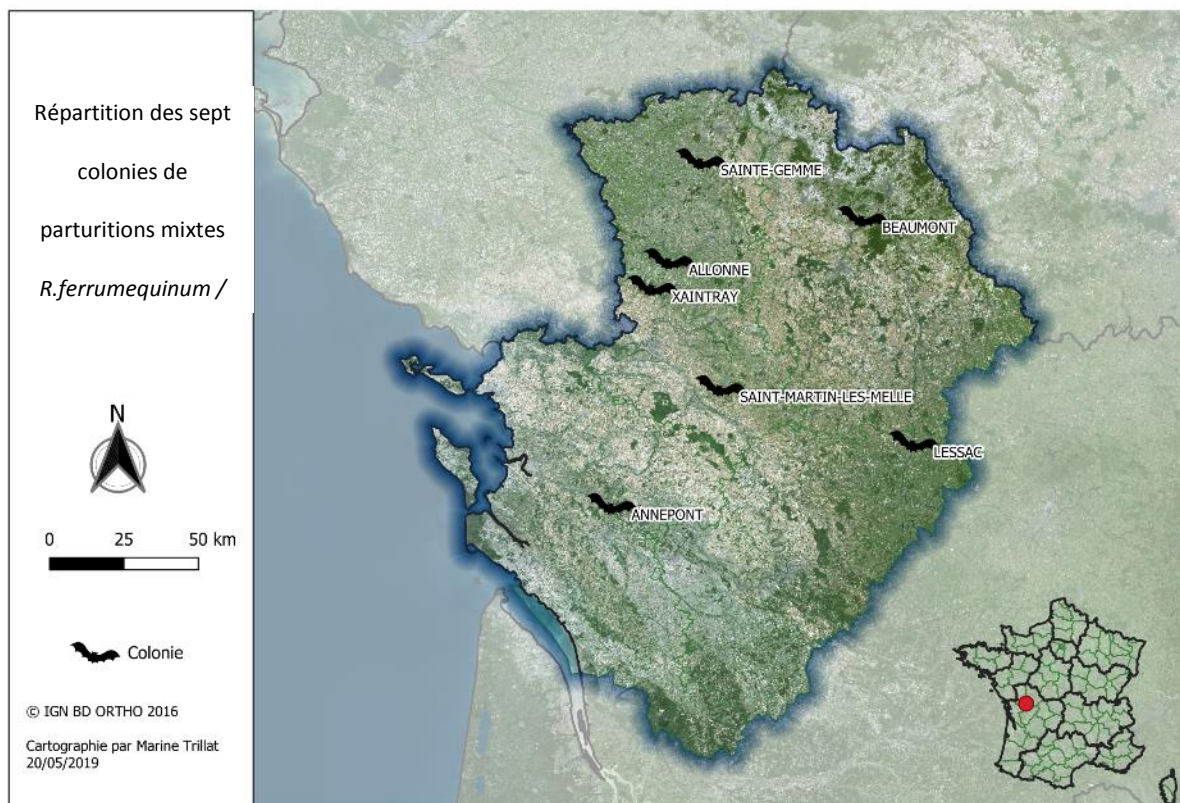 Répartition des sept
colonies de
parturitions mixtes
R.ferrumequinum /
N
0 25 50 km
Colonie
© IGN BD ORTHO 2016
Cartographie par Marine Trillat
20/05/2019
SAINTE-GEMME
BEAUMONT
ALLONNE
XAINTRAY
SAINT-MARTIN-LES-MELLE
LESSAC
ANNEPONT